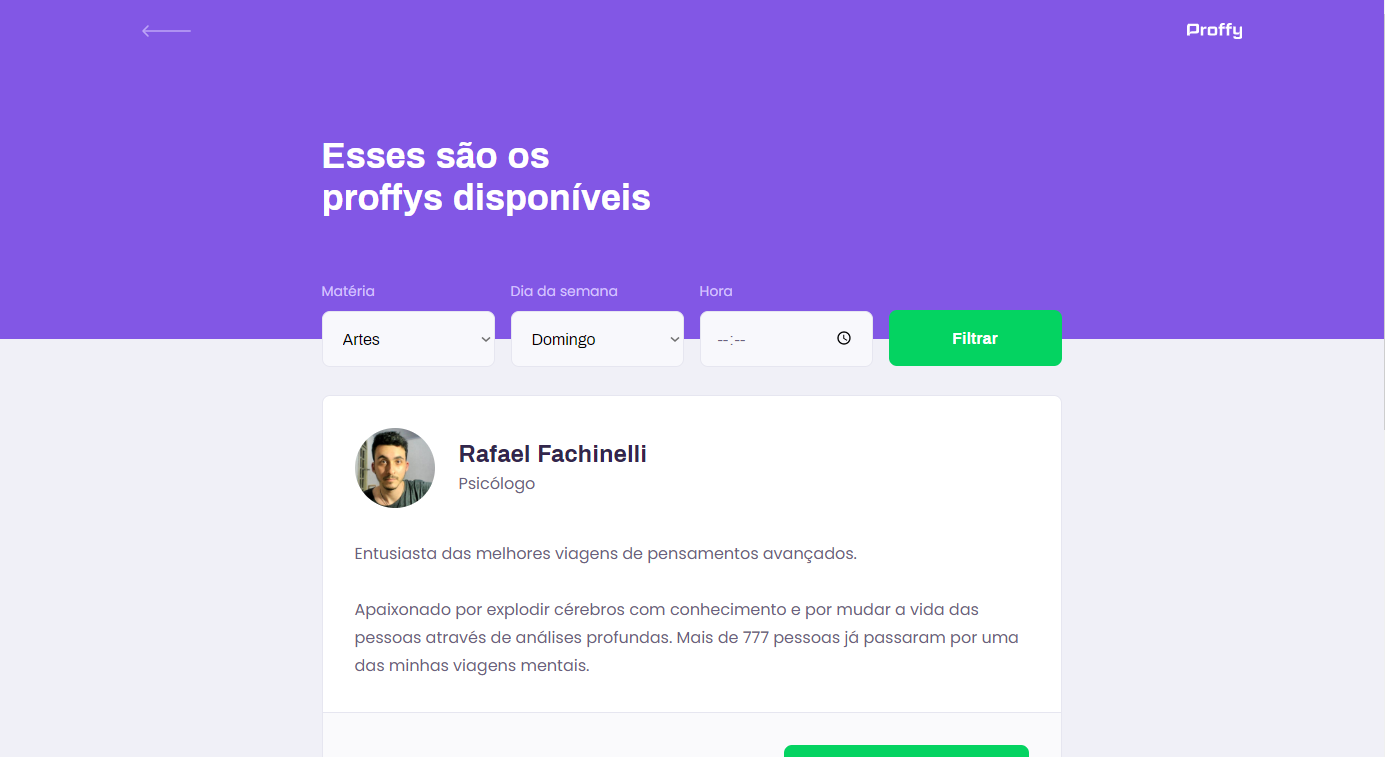 Proffy
Esses são os
proffys disponíveis
Matéria
Dia da semana
Hora
Artes
Domingo
--:--
Filtrar
Rafael Fachinelli
Psicólogo
Entusiasta das melhores viagens de pensamentos avançados.
Apaixonado por explodir cérebros com conhecimento e por mudar a vida das
pessoas através de análises profundas. Mais de 777 pessoas já passaram por uma
das minhas viagens mentais.